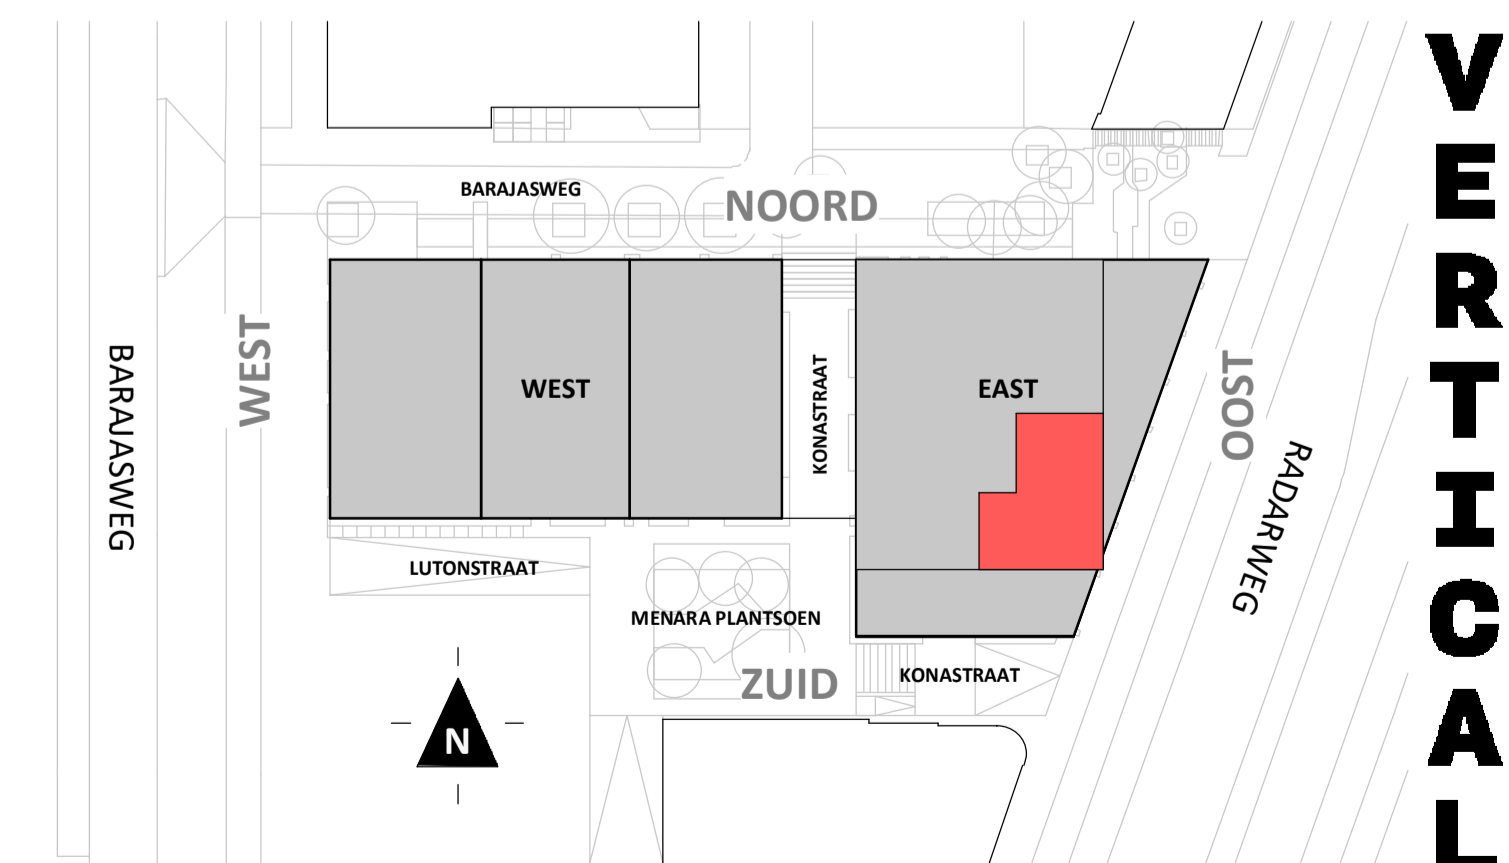 BARAJASWEG
NOORD
WEST
BARAJASWEG
WEST
KONASTRAAT
EAST
OOST
RADARWEG
LUTONSTRAAT
MENARA PLANTSOEN
ZUID
KONASTRAAT
N
VERTICAL